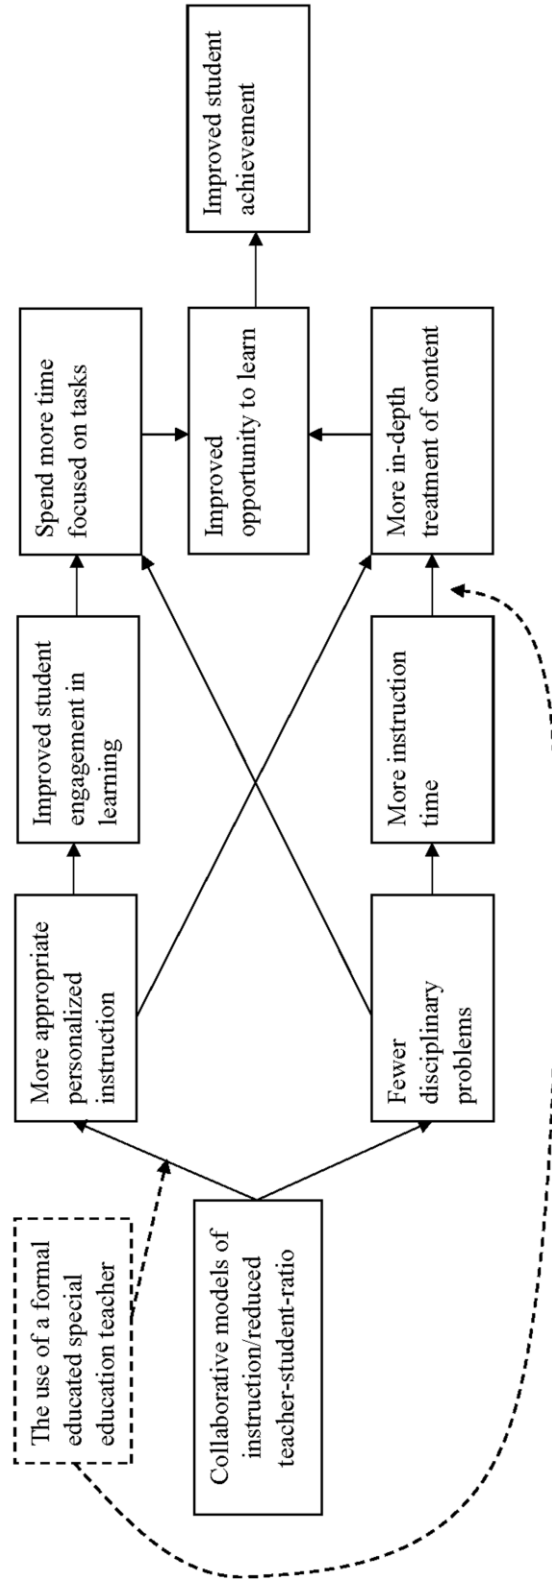 The use of a formal
educated special
education teacher
Collaborative models of
instruction/reduced
teacher-student-ratio
More appropriate
personalized
instruction
Fewer
disciplinary
problems
Improved student
engagement in
learning
More instruction
time
Spend more time
focused on tasks
Improved
opportunity to learn
More in-depth
treatment of content
Improved student
achievement